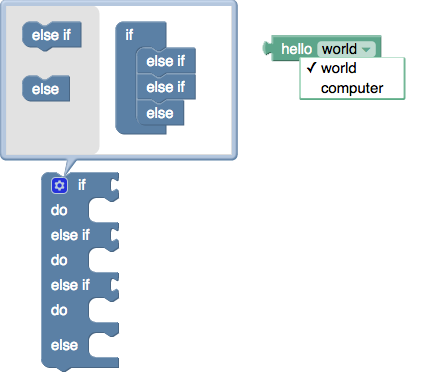 else if
else
if
else if
else if
else
hello world
✓ world
computer
if
do
else if
do
else if
do
else